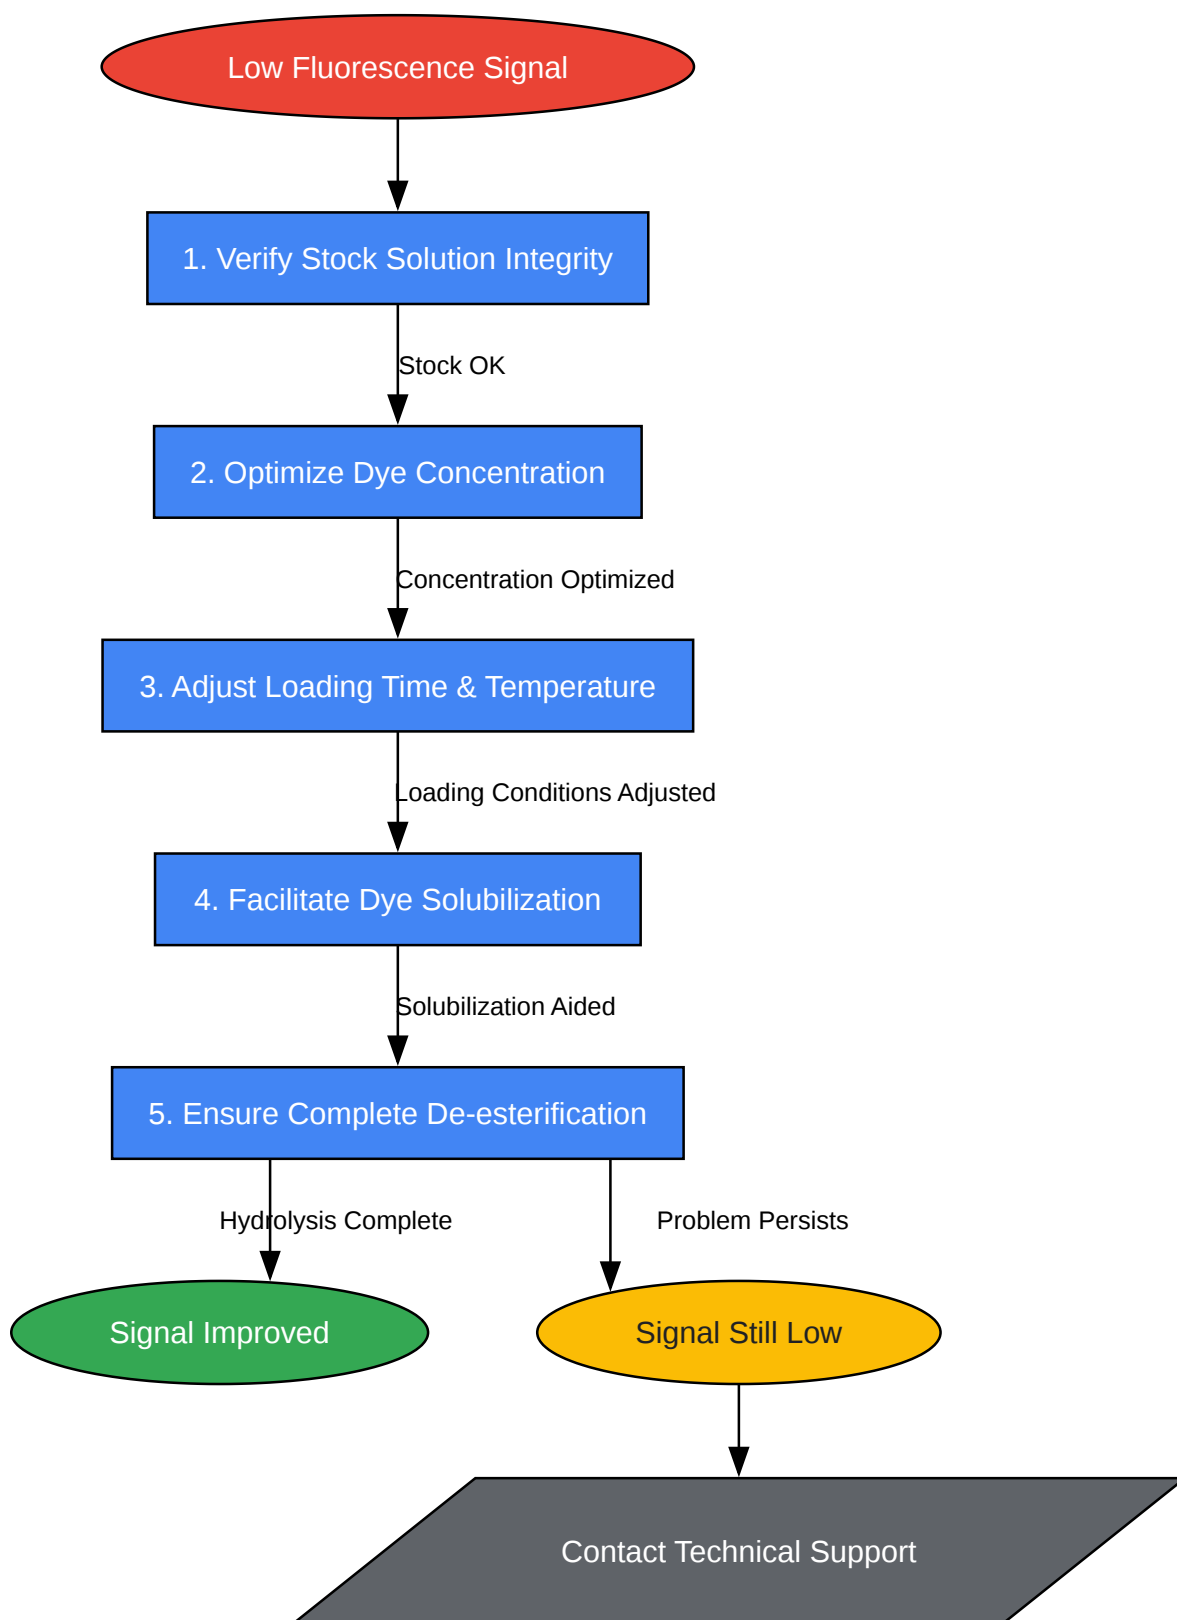 Low Fluorescence Signal
1. Verify Stock Solution Integrity
Stock OK
2. Optimize Dye Concentration
Concentration Optimized
3. Adjust Loading Time & Temperature
Loading Conditions Adjusted
4. Facilitate Dye Solubilization
Solubilization Aided
5. Ensure Complete De-esterification
Hydrolysis Complete
Problem Persists
Signal Improved
Signal Still Low
Contact Technical Support